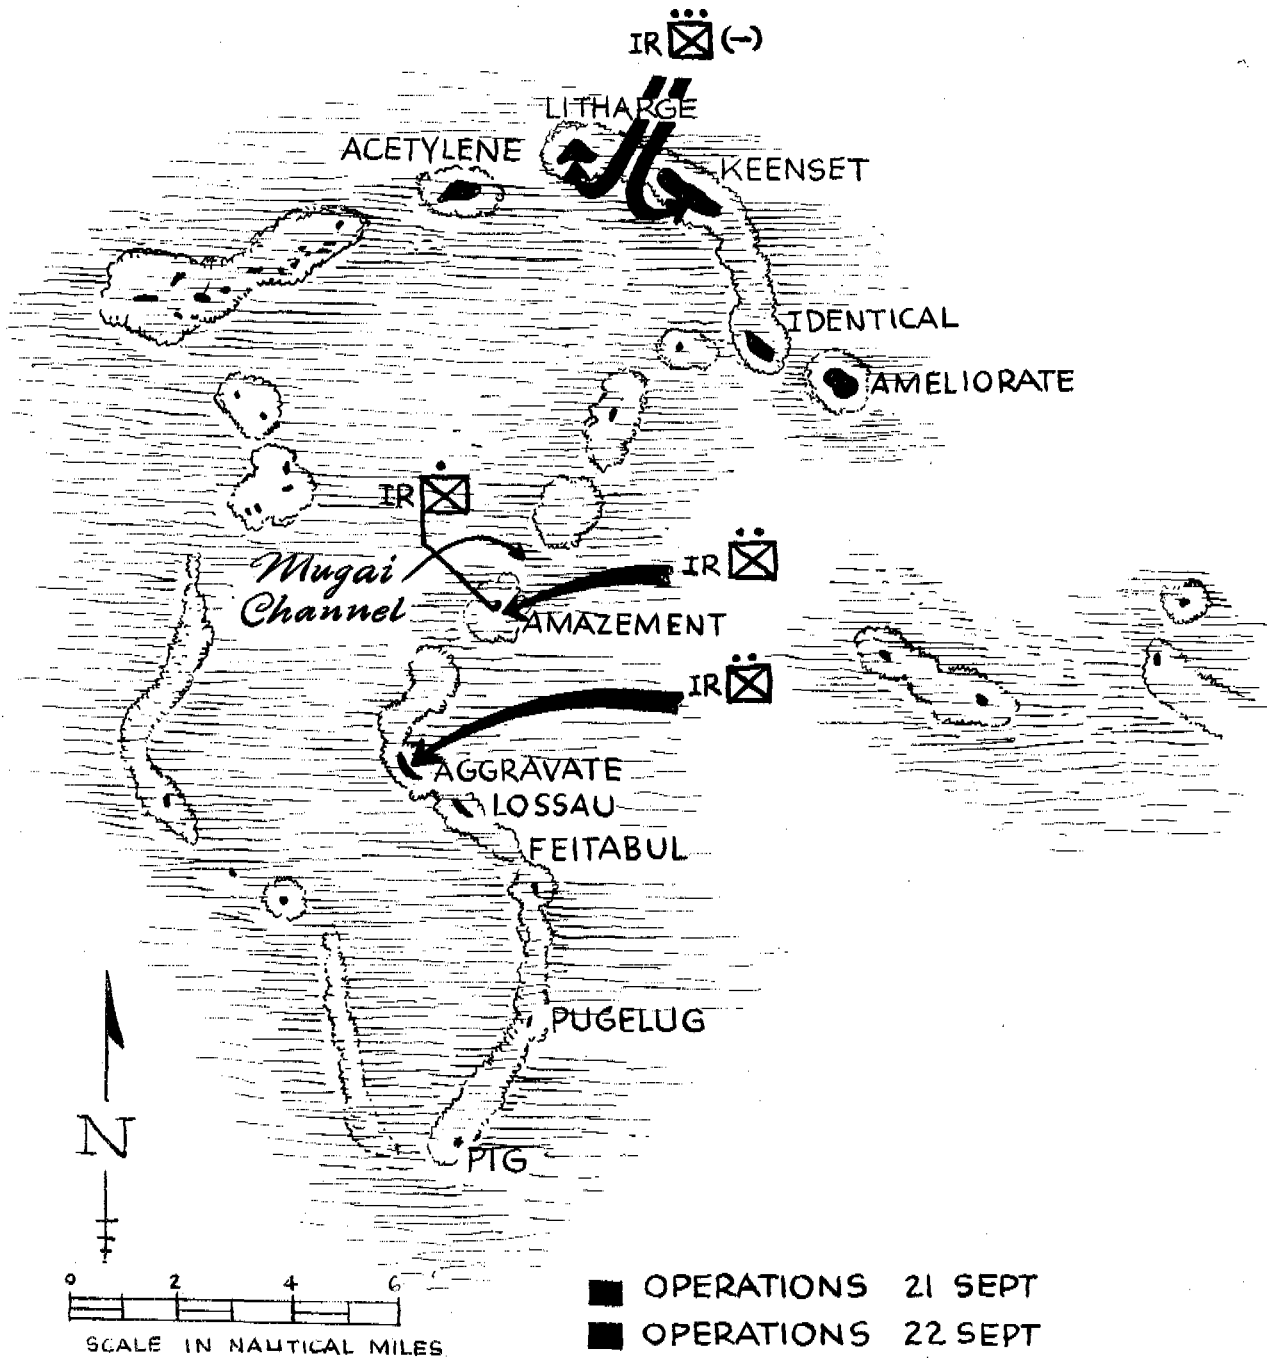 IR (-)
LITHARGE
ACETYLENE
KEENSET
IDENTICAL
AMELIORATE
IR
Mugai
Channel
IR
AMAZEMENT
IR
AGGRAVATE
LOSSAU
FEITABUL
PUGELUG
PIG
N
0 2 4 6
SCALE IN NAUTICAL MILES
OPERATIONS 21 SEPT
OPERATIONS 22 SEPT